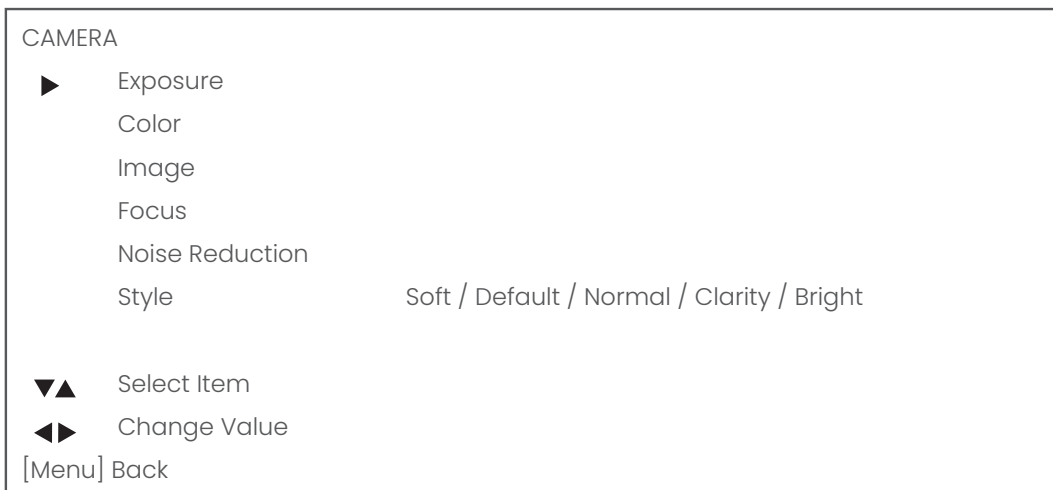 CAMERA
▶ Exposure
Color
Image
Focus
Noise Reduction
Style Soft / Default / Normal / Clarity / Bright
▼▲ Select Item
◀▶ Change Value
[Menu] Back